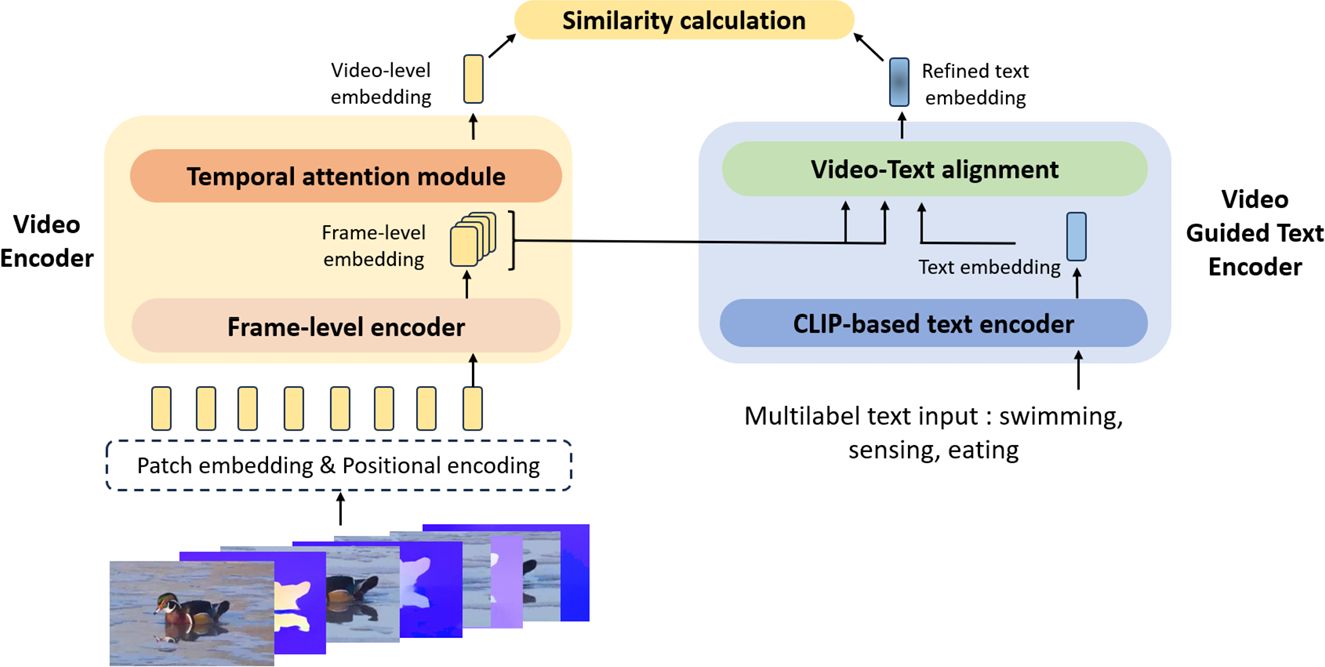 Similarity calculation
Video-level
embedding
Refined text
embedding
Temporal attention module
Video-Text alignment
Video
Encoder
Frame-level
embedding
Text embedding
Video
Guided Text
Encoder
Frame-level encoder
CLIP-based text encoder
Multilabel text input : swimming,
sensing, eating
Patch embedding & Positional encoding